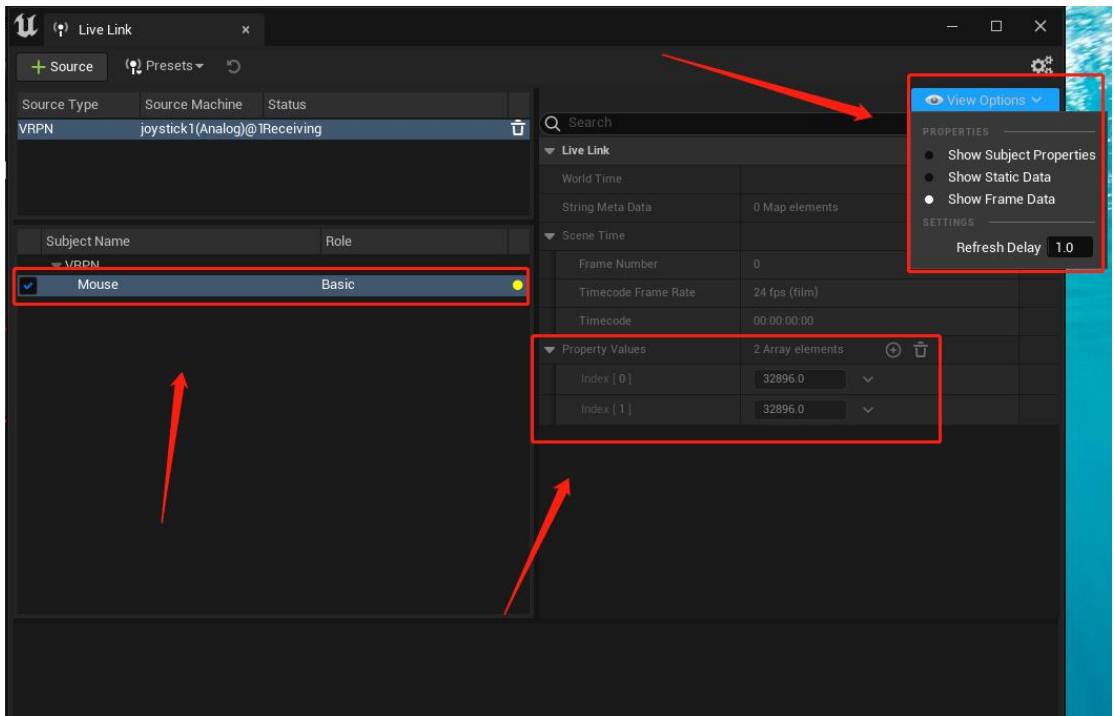 Live Link
Source Presets
View Options
Source Type Source Machine Status
VRPN joystick1(Analog)@1Receiving
Search
PROPERTIES
Show Subject Properties
Show Static Data
Show Frame Data
SETTINGS
Refresh Delay 1.0
Live Link
World Time
String Meta Data 0 Map elements
Scene Time
Frame Number 0
Timecode Frame Rate 24 fps (film)
Timecode 00:00:00:00
Property Values 2 Array elements
Index [ 0 ] 32896.0
Index [ 1 ] 32896.0
Subject Name Role
VRPN
Mouse Basic